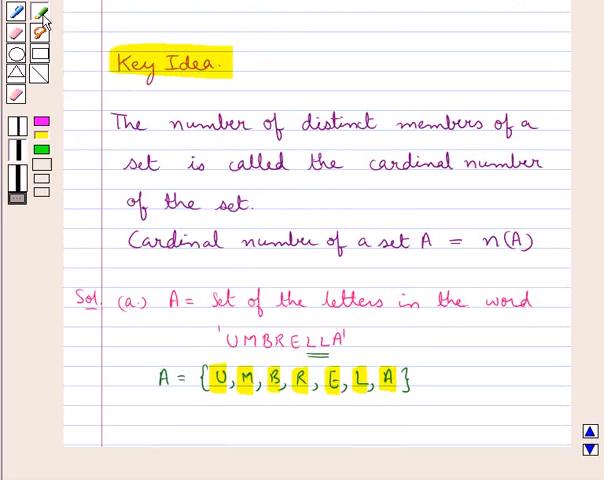 Key Idea.
The number of distinct members of a
set is called the cardinal number
of the set.
Cardinal number of a set A = n(A)
Sol. (a.) A = Set of the letters in the word
'UMBRELLA'
A = {U, M, B, R, E, L, A}